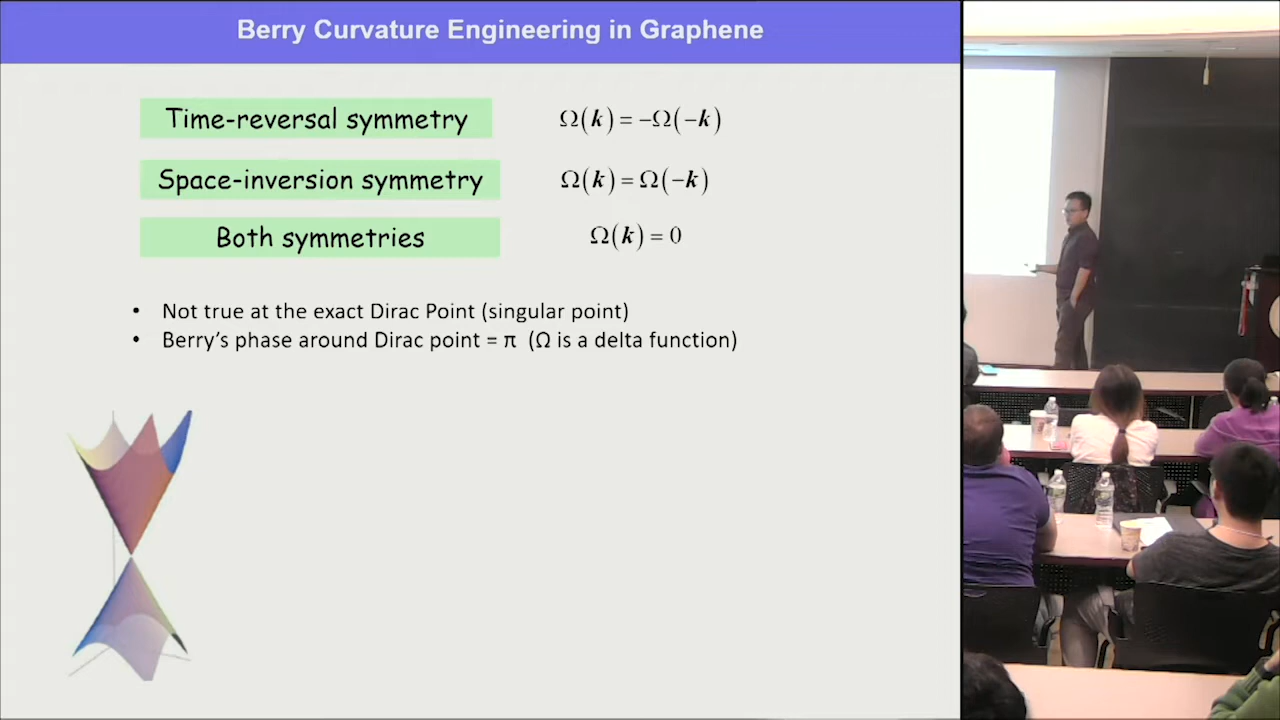 Berry Curvature Engineering in Graphene
Time-reversal symmetry Ω(k) = −Ω(−k)
Space-inversion symmetry Ω(k) = Ω(−k)
Both symmetries Ω(k) = 0
• Not true at the exact Dirac Point (singular point)
• Berry’s phase around Dirac point = π (Ω is a delta function)